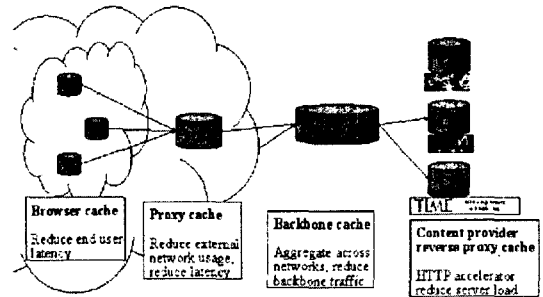 TIME
Browser cache
Reduce end user
latency
Proxy cache
Reduce external
network usage,
reduce latency
Backbone cache
Aggregate across
networks, reduce
backbone traffic
Content provider
reverse proxy cache
HTTP accelerator
reduce server load